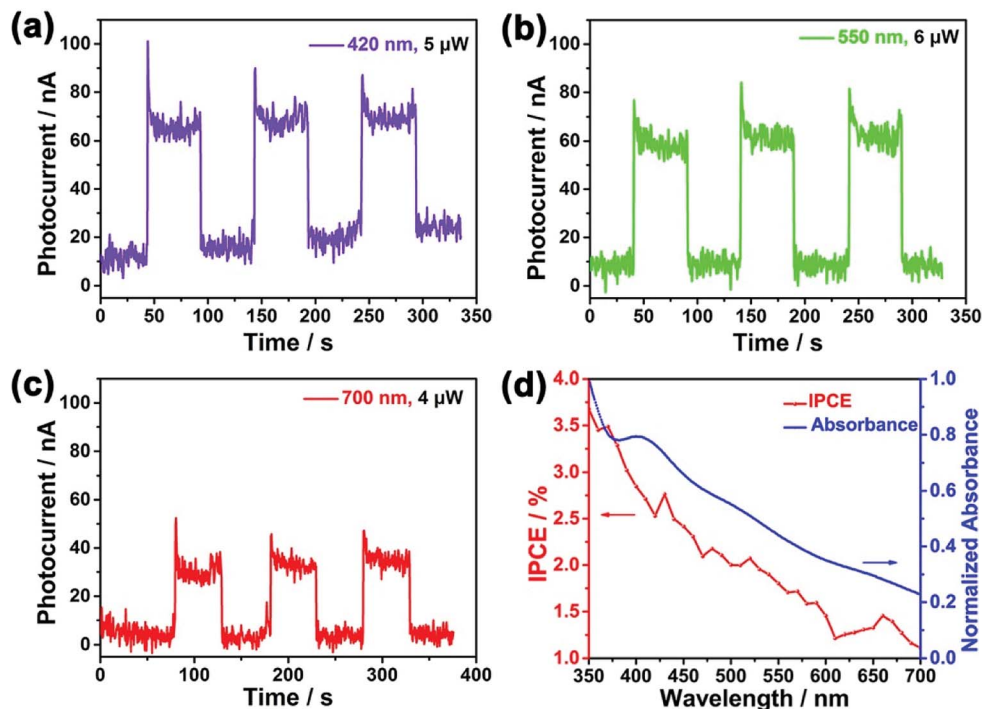 (a)
420 nm, 5 µW
Photocurrent / nA
100
80
60
40
20
0
0 50 100 150 200 250 300 350
Time / s
(b)
550 nm, 6 µW
Photocurrent / nA
100
80
60
40
20
0
0 50 100 150 200 250 300 350
Time / s
(c)
700 nm, 4 µW
Photocurrent / nA
100
80
60
40
20
0
0 100 200 300 400
Time / s
(d)
IPCE
Absorbance
IPCE / %
4.0
3.5
3.0
2.5
2.0
1.5
1.0
Normalized Absorbance
1.0
0.8
0.6
0.4
0.2
0.0
350 400 450 500 550 600 650 700
Wavelength / nm